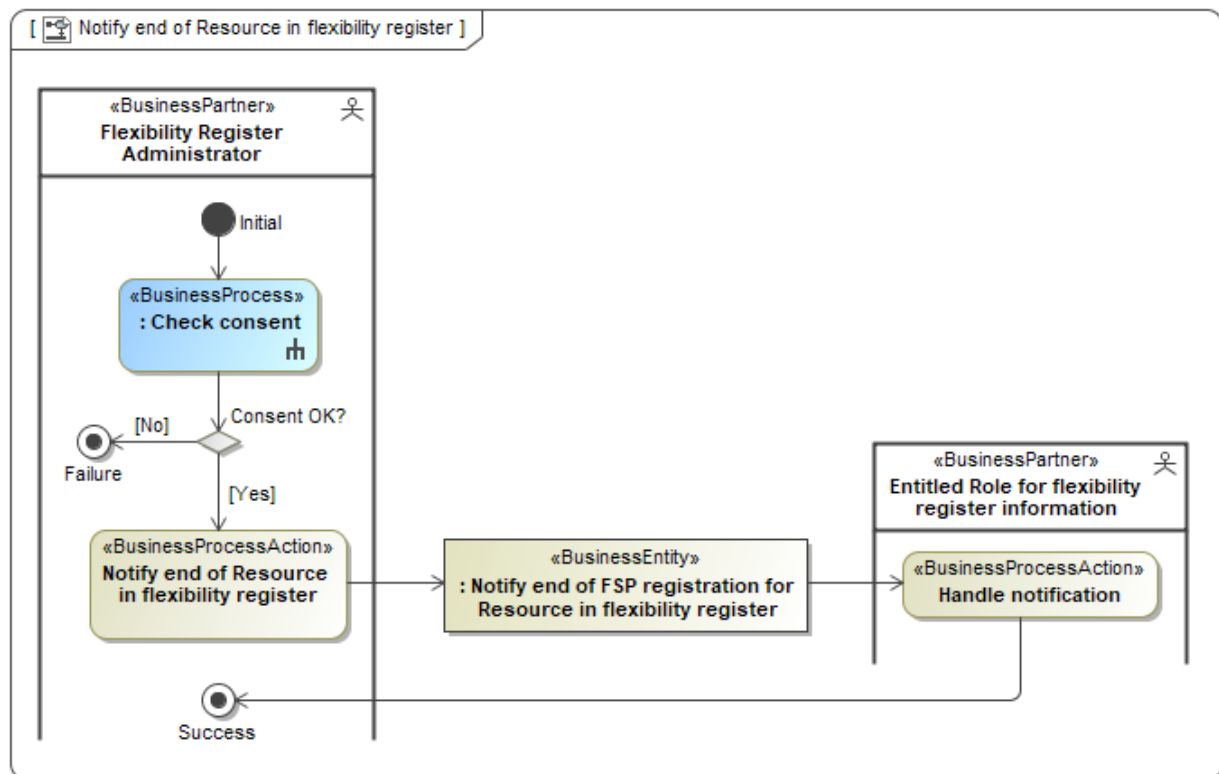 [ Notify end of Resource in flexibility register ]
«BusinessPartner»
Flexibility Register
Administrator
Initial
«BusinessProcess»
: Check consent
Consent OK?
[No]
Failure
[Yes]
«BusinessProcessAction»
Notify end of Resource
in flexibility register
«BusinessEntity»
: Notify end of FSP registration for
Resource in flexibility register
«BusinessPartner»
Entitled Role for flexibility
register information
«BusinessProcessAction»
Handle notification
Success